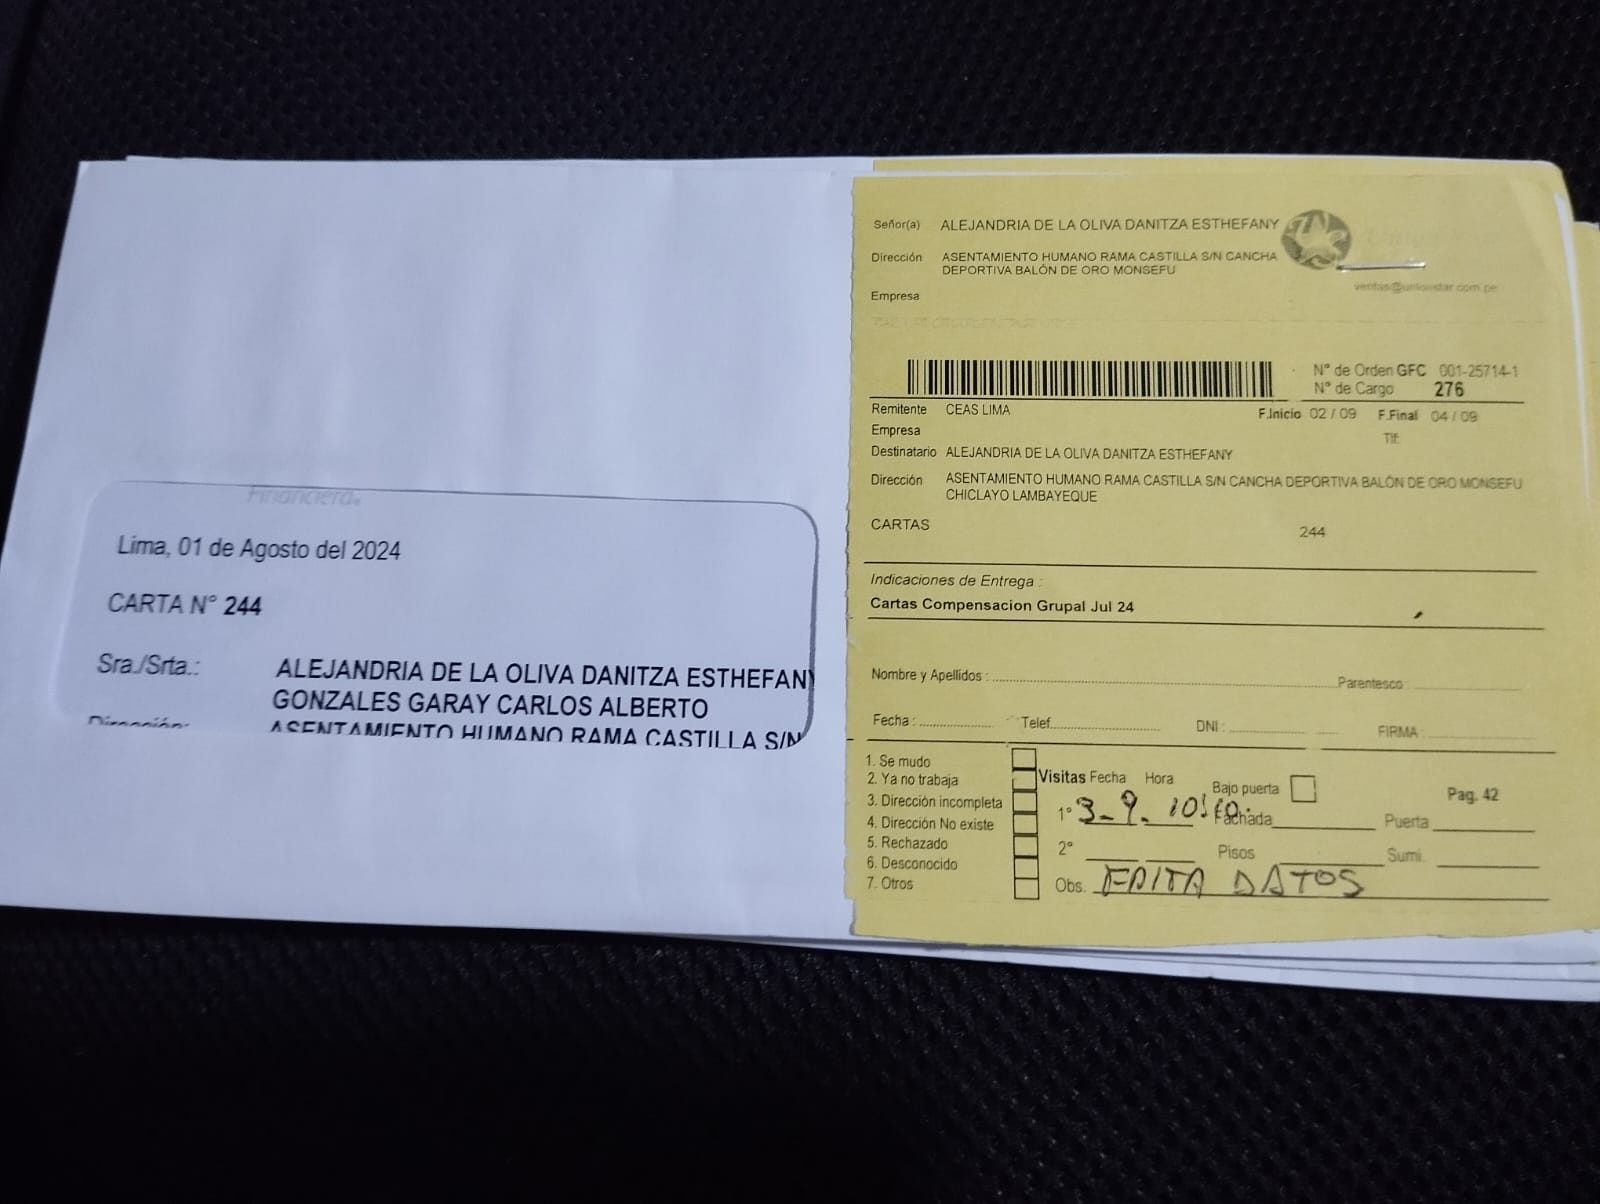 Financiera.
Lima, 01 de Agosto del 2024
CARTA N° 244
Sra./Srta.: ALEJANDRIA DE LA OLIVA DANITZA ESTHEFANY
GONZALES GARAY CARLOS ALBERTO
Dirección: ASENTAMIENTO HUMANO RAMA CASTILLA S/N
Señor(a) ALEJANDRIA DE LA OLIVA DANITZA ESTHEFANY
Dirección ASENTAMIENTO HUMANO RAMA CASTILLA S/N CANCHA
DEPORTIVA BALÓN DE ORO MONSEFU
ventas@unionstar.com.pe
Empresa
N° de Orden GFC 001-25714-1
N° de Cargo 276
Remitente CEAS LIMA F.Inicio 02 / 09 F.Final 04 / 09
Empresa Tlf:
Destinatario ALEJANDRIA DE LA OLIVA DANITZA ESTHEFANY
Dirección ASENTAMIENTO HUMANO RAMA CASTILLA S/N CANCHA DEPORTIVA BALÓN DE ORO MONSEFU
CHICLAYO LAMBAYEQUE
CARTAS 244
Indicaciones de Entrega :
Cartas Compensacion Grupal Jul 24
Nombre y Apellidos : Parentesco :
Fecha : Telef. DNI : FIRMA :
1. Se mudo
2. Ya no trabaja
3. Dirección incompleta
4. Dirección No existe
5. Rechazado
6. Desconocido
7. Otros
Visitas Fecha Hora Bajo puerta Pag. 42
1° 3-9. Fachada Puerta
2° Pisos Sumi.
Obs. FALTA DATOS